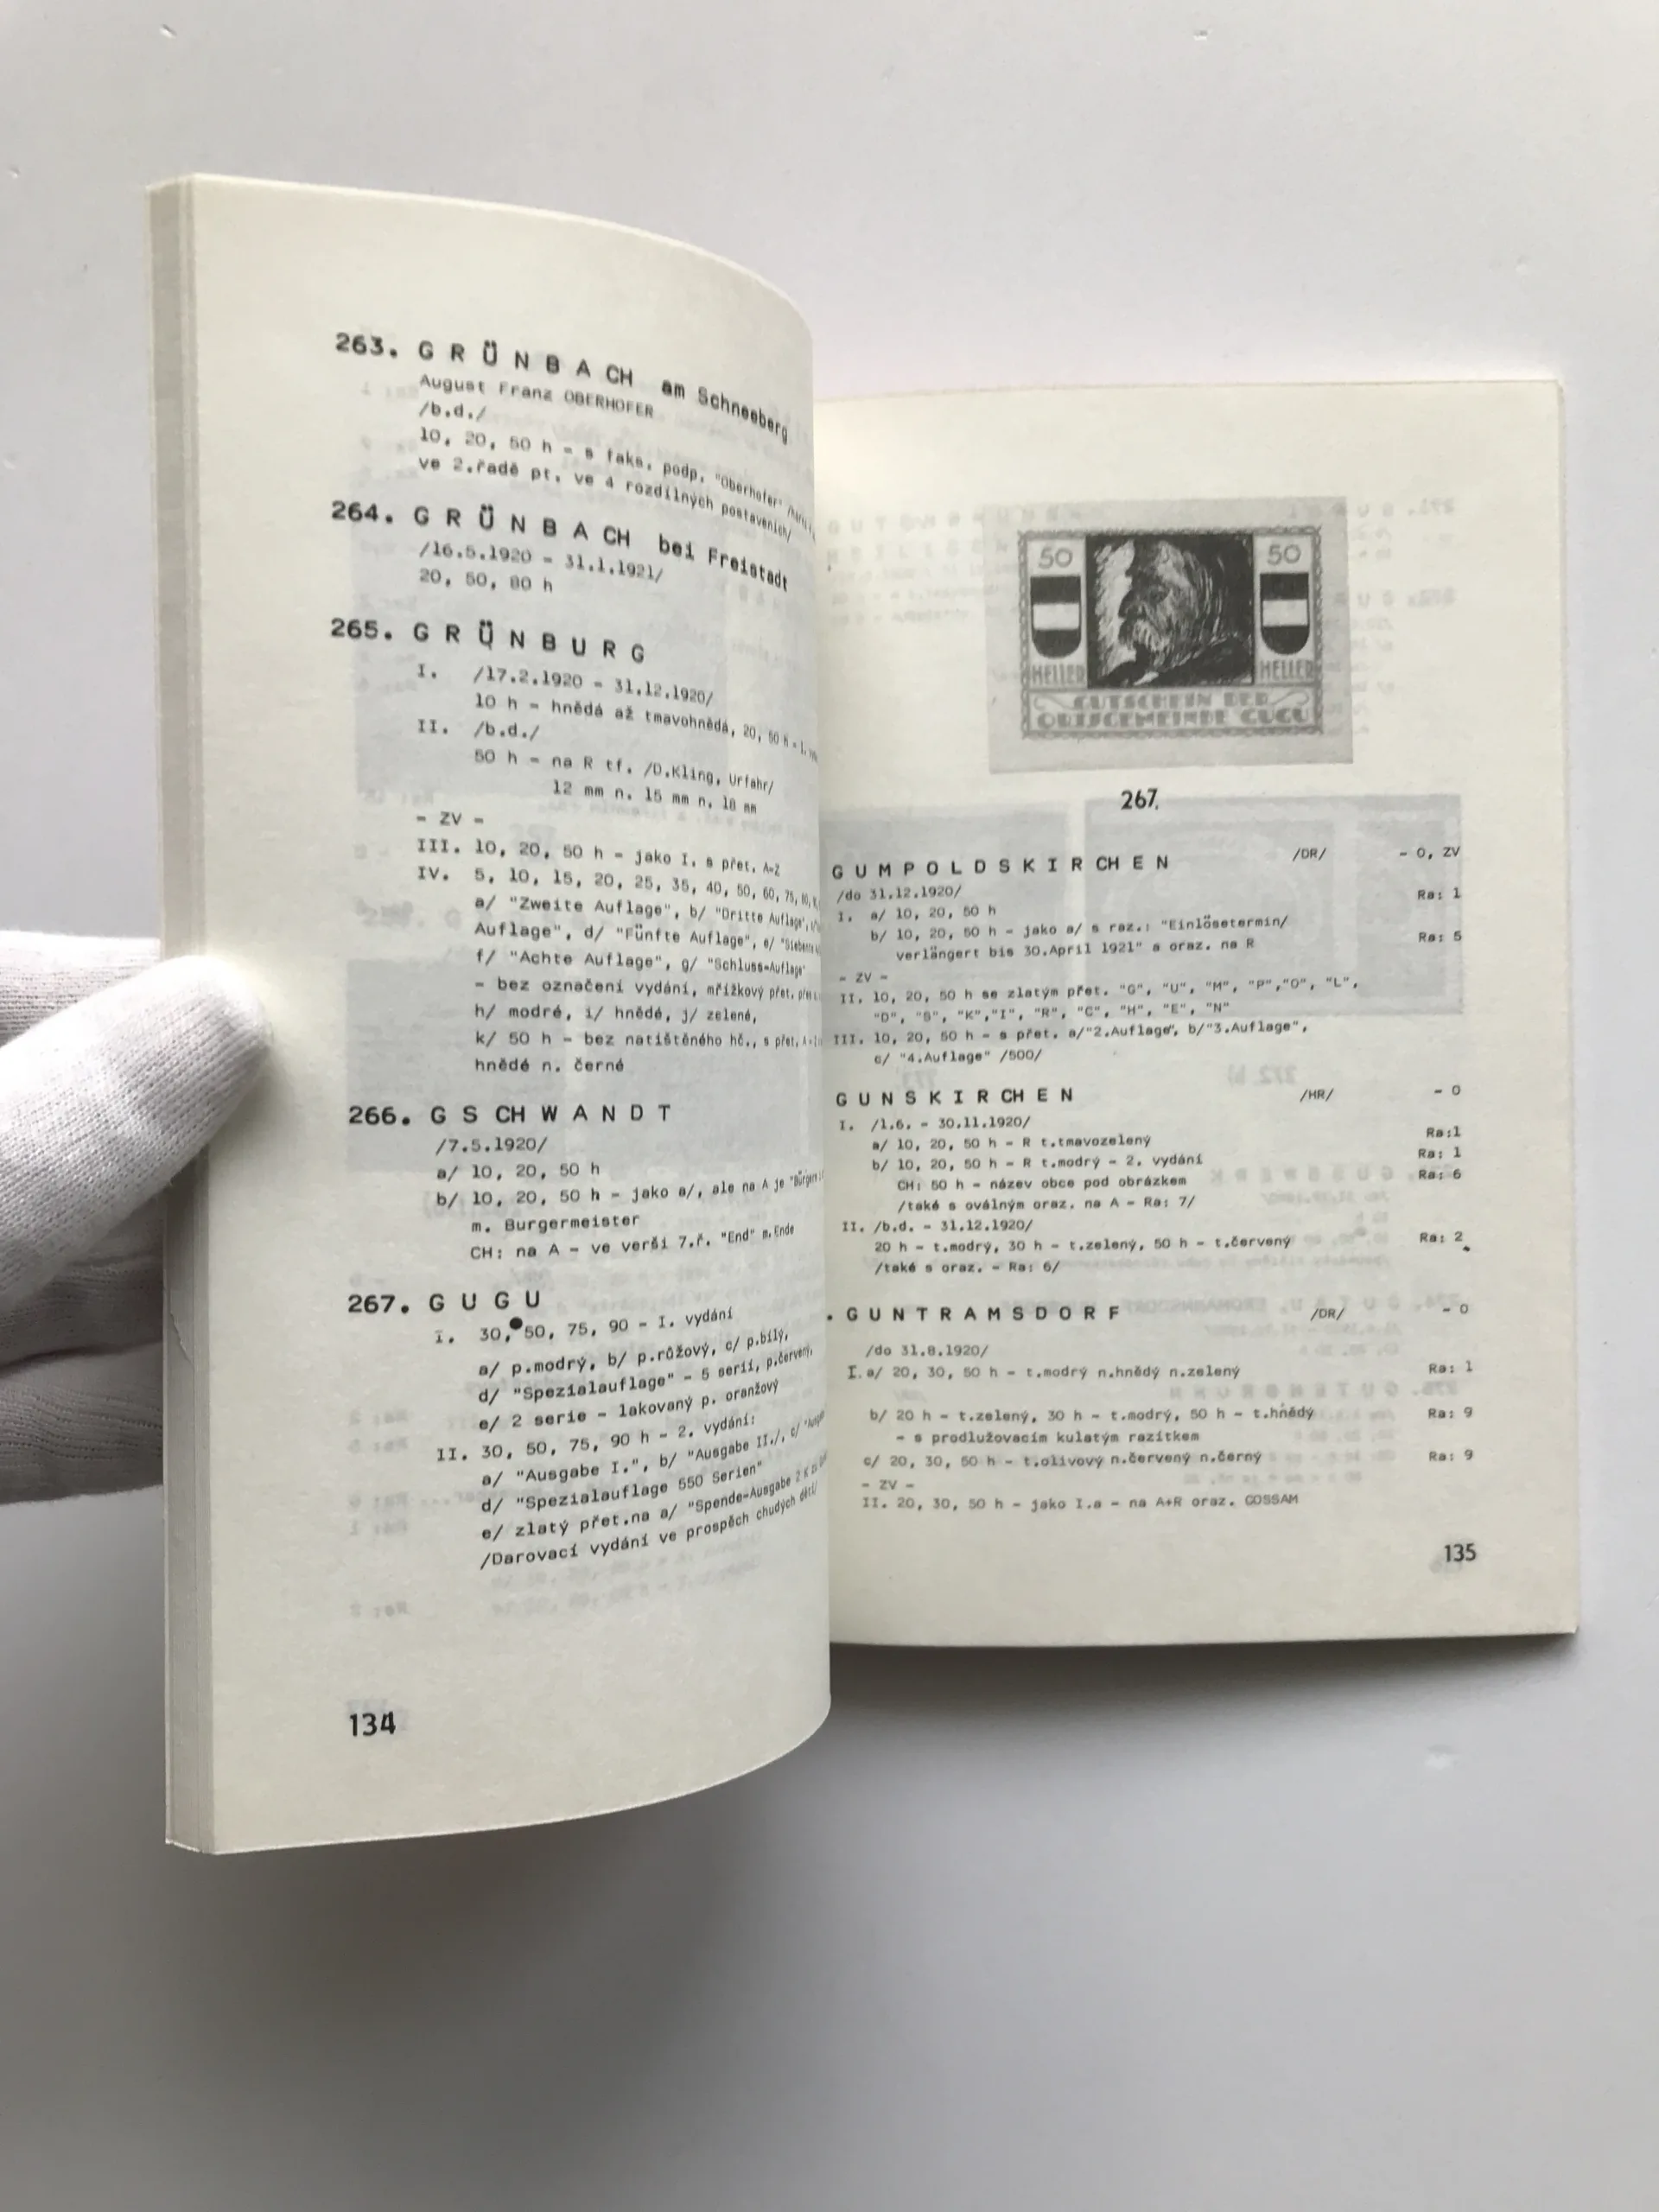 263. GRÜNBACH am Schneeberg
August Franz OBERHOFER
/b.d./
10, 20, 50 h - s faks. podp. "Oberhofer"
ve 2.řadě pt. ve 4 rozdílných postaveních/
264. GRÜNBACH bei Freistadt
/16.5.1920 - 31.1.1921/
20, 50, 80 h
265. GRÜNBURG
I. /17.2.1920 - 31.12.1920/
10 h - hnědá až tmavohnědá, 20, 50 h
II. /b.d./
50 h - na R tf. /D.Kling, Urfahr/
12 mm n. 15 mm n. 18 mm
- ZV -
III. 10, 20, 50 h - jako I. s přet. A-Z
IV. 5, 10, 15, 20, 25, 35, 40, 50, 60, 75, 80,
a/ "Zweite Auflage", b/ "Dritte Auflage",
Auflage", d/ "Fünfte Auflage", e/ "Siebente
f/ "Achte Auflage", g/ "Schluss-Auflage"
- bez označení vydání, mřížkový přet.
h/ modré, i/ hnědé, j/ zelené,
k/ 50 h - bez natištěného hč., s přet.
hnědé n. černé
266. GSCHWANDT
/7.5.1920/
a/ 10, 20, 50 h
b/ 10, 20, 50 h - jako a/, ale na A je
m. Burgermeister
CH: na A - ve verši 7.ř. "End" m. Ende
267. GUGU
I. 30, 50, 75, 90 - I. vydání
a/ p.modrý, b/ p.růžový, c/ p.bílý,
d/ "Spezialauflage" - 5 serií, p.červený,
e/ 2 serie - lakovaný p. oranžový
II. 30, 50, 75, 90 h - 2. vydání:
a/ "Ausgabe I.", b/ "Ausgabe II./, c/
d/ "Spezialauflage 550 Serien"
e/ zlatý přet.na a/ "Spende-Ausgabe 2 K
/Darovací vydání ve prospěch chudých dětí/
134
50 50
HELLER HELLER
GUTSCHEIN DER
ORTSGEMEINDE GUGU
267.
GUMPOLDSKIRCHEN /DR/ - O, ZV
/do 31.12.1920/ Ra: 1
I. a/ 10, 20, 50 h
b/ 10, 20, 50 h - jako a/ s raz.: "Einlösetermin/ Ra: 5
verlängert bis 30.April 1921" a oraz. na R
- ZV -
II. 10, 20, 50 h se zlatým přet. "G", "U", "M", "P","O", "L",
"D", "S", "K","I", "R", "C", "H", "E", "N"
III. 10, 20, 50 h - s přet. a/"2.Auflage", b/"3.Auflage",
c/ "4.Auflage" /500/
GUNSKIRCHEN /HR/ - O
I. /1.6. - 30.11.1920/ Ra:1
a/ 10, 20, 50 h - R t.tmavozelený Ra: 1
b/ 10, 20, 50 h - R t.modrý - 2. vydání Ra: 6
CH: 50 h - název obce pod obrázkem
/také s oválným oraz. na A - Ra: 7/
II. /b.d. - 31.12.1920/
20 h - t.modrý, 30 h - t.zelený, 50 h - t.červený Ra: 2
/také s oraz. - Ra: 6/
. GUNTRAMSDORF /DR/ - O
/do 31.8.1920/
I.a/ 20, 30, 50 h - t.modrý n.hnědý n.zelený Ra: 1
b/ 20 h - t.zelený, 30 h - t.modrý, 50 h - t.hnědý Ra: 9
- s prodlužovacím kulatým razítkem
c/ 20, 30, 50 h - t.olivový n.červený n.černý Ra: 9
- ZV -
II. 20, 30, 50 h - jako I.a - na A+R oraz. GOSSAM
135